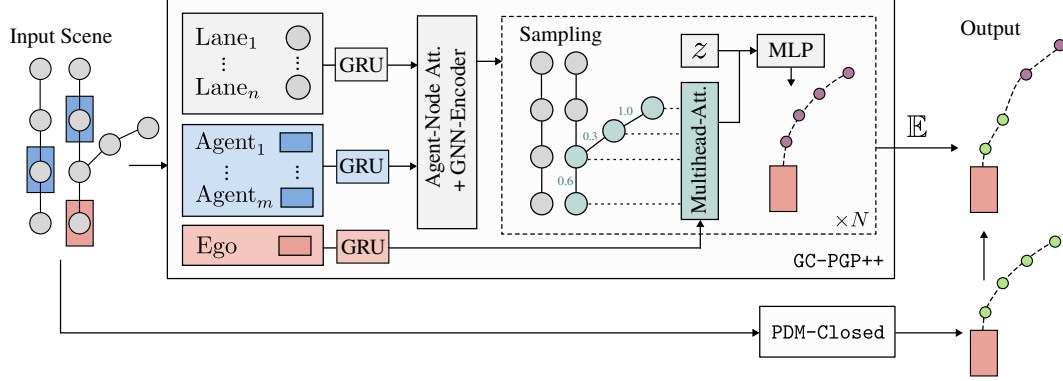 Input Scene
Lane1
⋮ ⋮
Lanen
GRU
Agent1
⋮ ⋮
Agentm
GRU
Ego
GRU
Agent-Node Att.
+ GNN-Encoder
Sampling
1.0
0.3
0.6
z
MLP
Multihead-Att.
×N
GC-PGP++
𝔼
Output
PDM-Closed